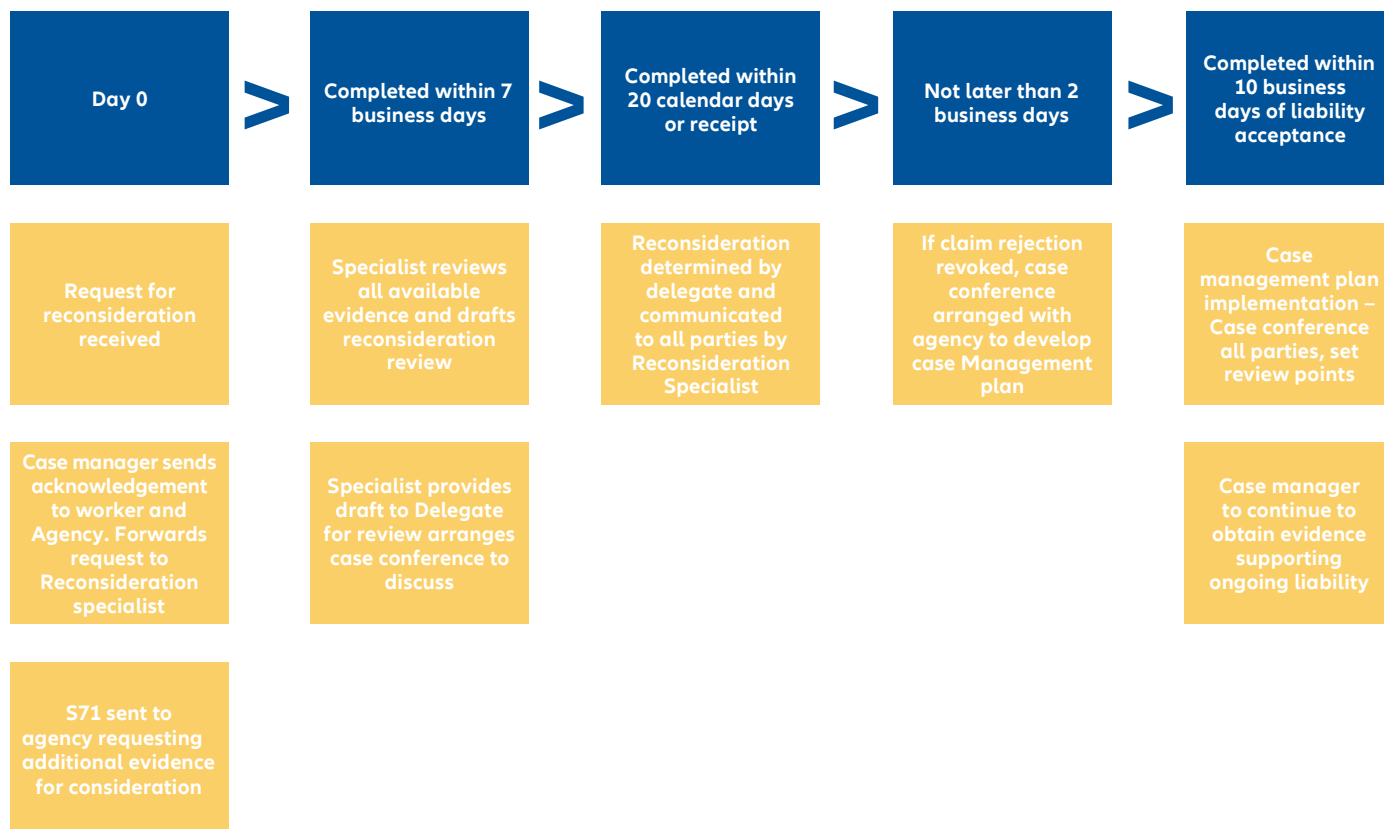 Day 0
>
Completed within 7
business days
>
Completed within
20 calendar days
or receipt
>
Not later than 2
business days
>
Completed within
10 business
days of liability
acceptance
Request for
reconsideration
received
Specialist reviews
all available
evidence and drafts
reconsideration
review
Reconsideration
determined by
delegate and
communicated
to all parties by
Reconsideration
Specialist
If claim rejection
revoked, case
conference
arranged with
agency to develop
case Management
plan
Case
management plan
implementation –
Case conference
all parties, set
review points
Case manager sends
acknowledgement
to worker and
Agency. Forwards
request to
Reconsideration
specialist
Specialist provides
draft to Delegate
for review arranges
case conference to
discuss
Case manager
to continue to
obtain evidence
supporting
ongoing liability
S71 sent to
agency requesting
additional evidence
for consideration